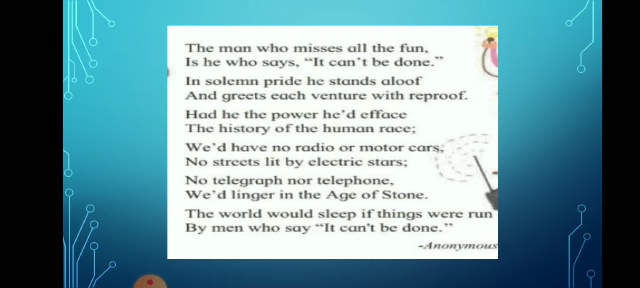 The man who misses all the fun,
Is he who says, “It can’t be done.”
In solemn pride he stands aloof
And greets each venture with reproof.
Had he the power he’d efface
The history of the human race;
We’d have no radio or motor cars,
No streets lit by electric stars;
No telegraph nor telephone,
We’d linger in the Age of Stone.
The world would sleep if things were run
By men who say “It can't be done.”
-Anonymous